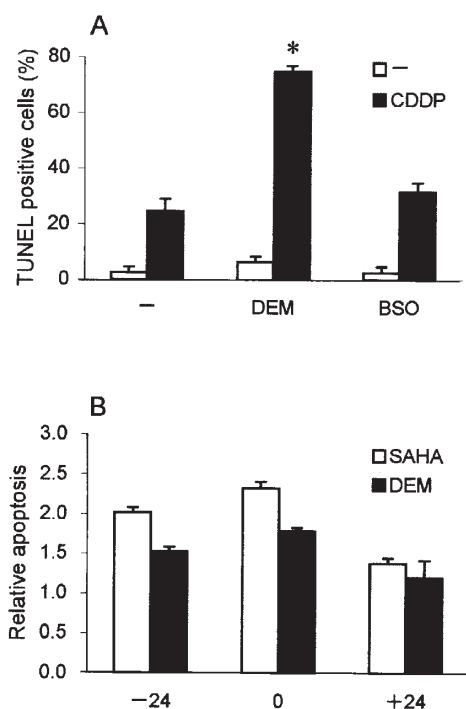 A
TUNEL positive cells (%)
80
60
40
20
0
*
–
CDDP
– DEM BSO
B
Relative apoptosis
3.0
2.5
2.0
1.5
1.0
0.5
0.0
SAHA
DEM
−24 0 +24